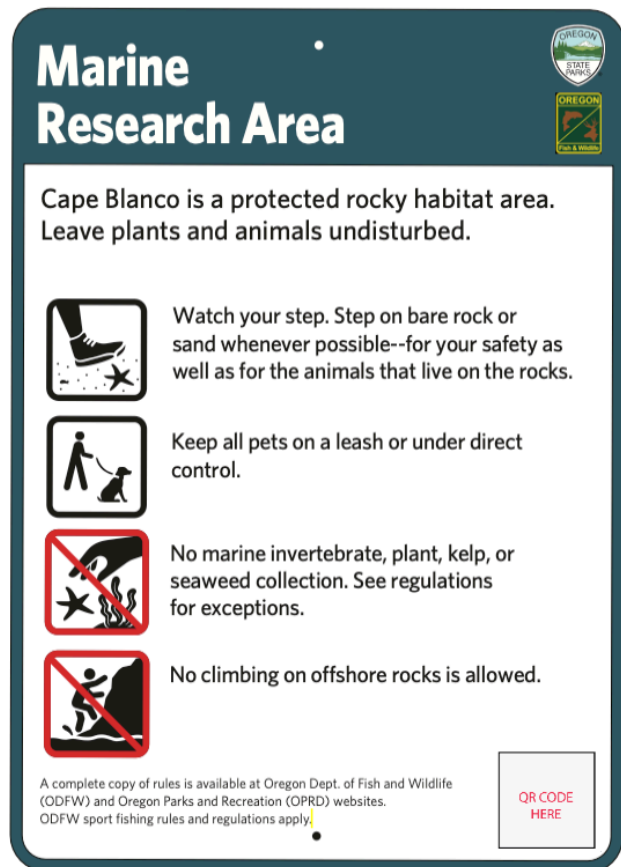 Marine
Research Area
OREGON
STATE
PARKS
OREGON
Fish & Wildlife
Cape Blanco is a protected rocky habitat area.
Leave plants and animals undisturbed.
Watch your step. Step on bare rock or
sand whenever possible--for your safety as
well as for the animals that live on the rocks.
Keep all pets on a leash or under direct
control.
No marine invertebrate, plant, kelp, or
seaweed collection. See regulations
for exceptions.
No climbing on offshore rocks is allowed.
A complete copy of rules is available at Oregon Dept. of Fish and Wildlife
(ODFW) and Oregon Parks and Recreation (OPRD) websites.
ODFW sport fishing rules and regulations apply.
QR CODE
HERE